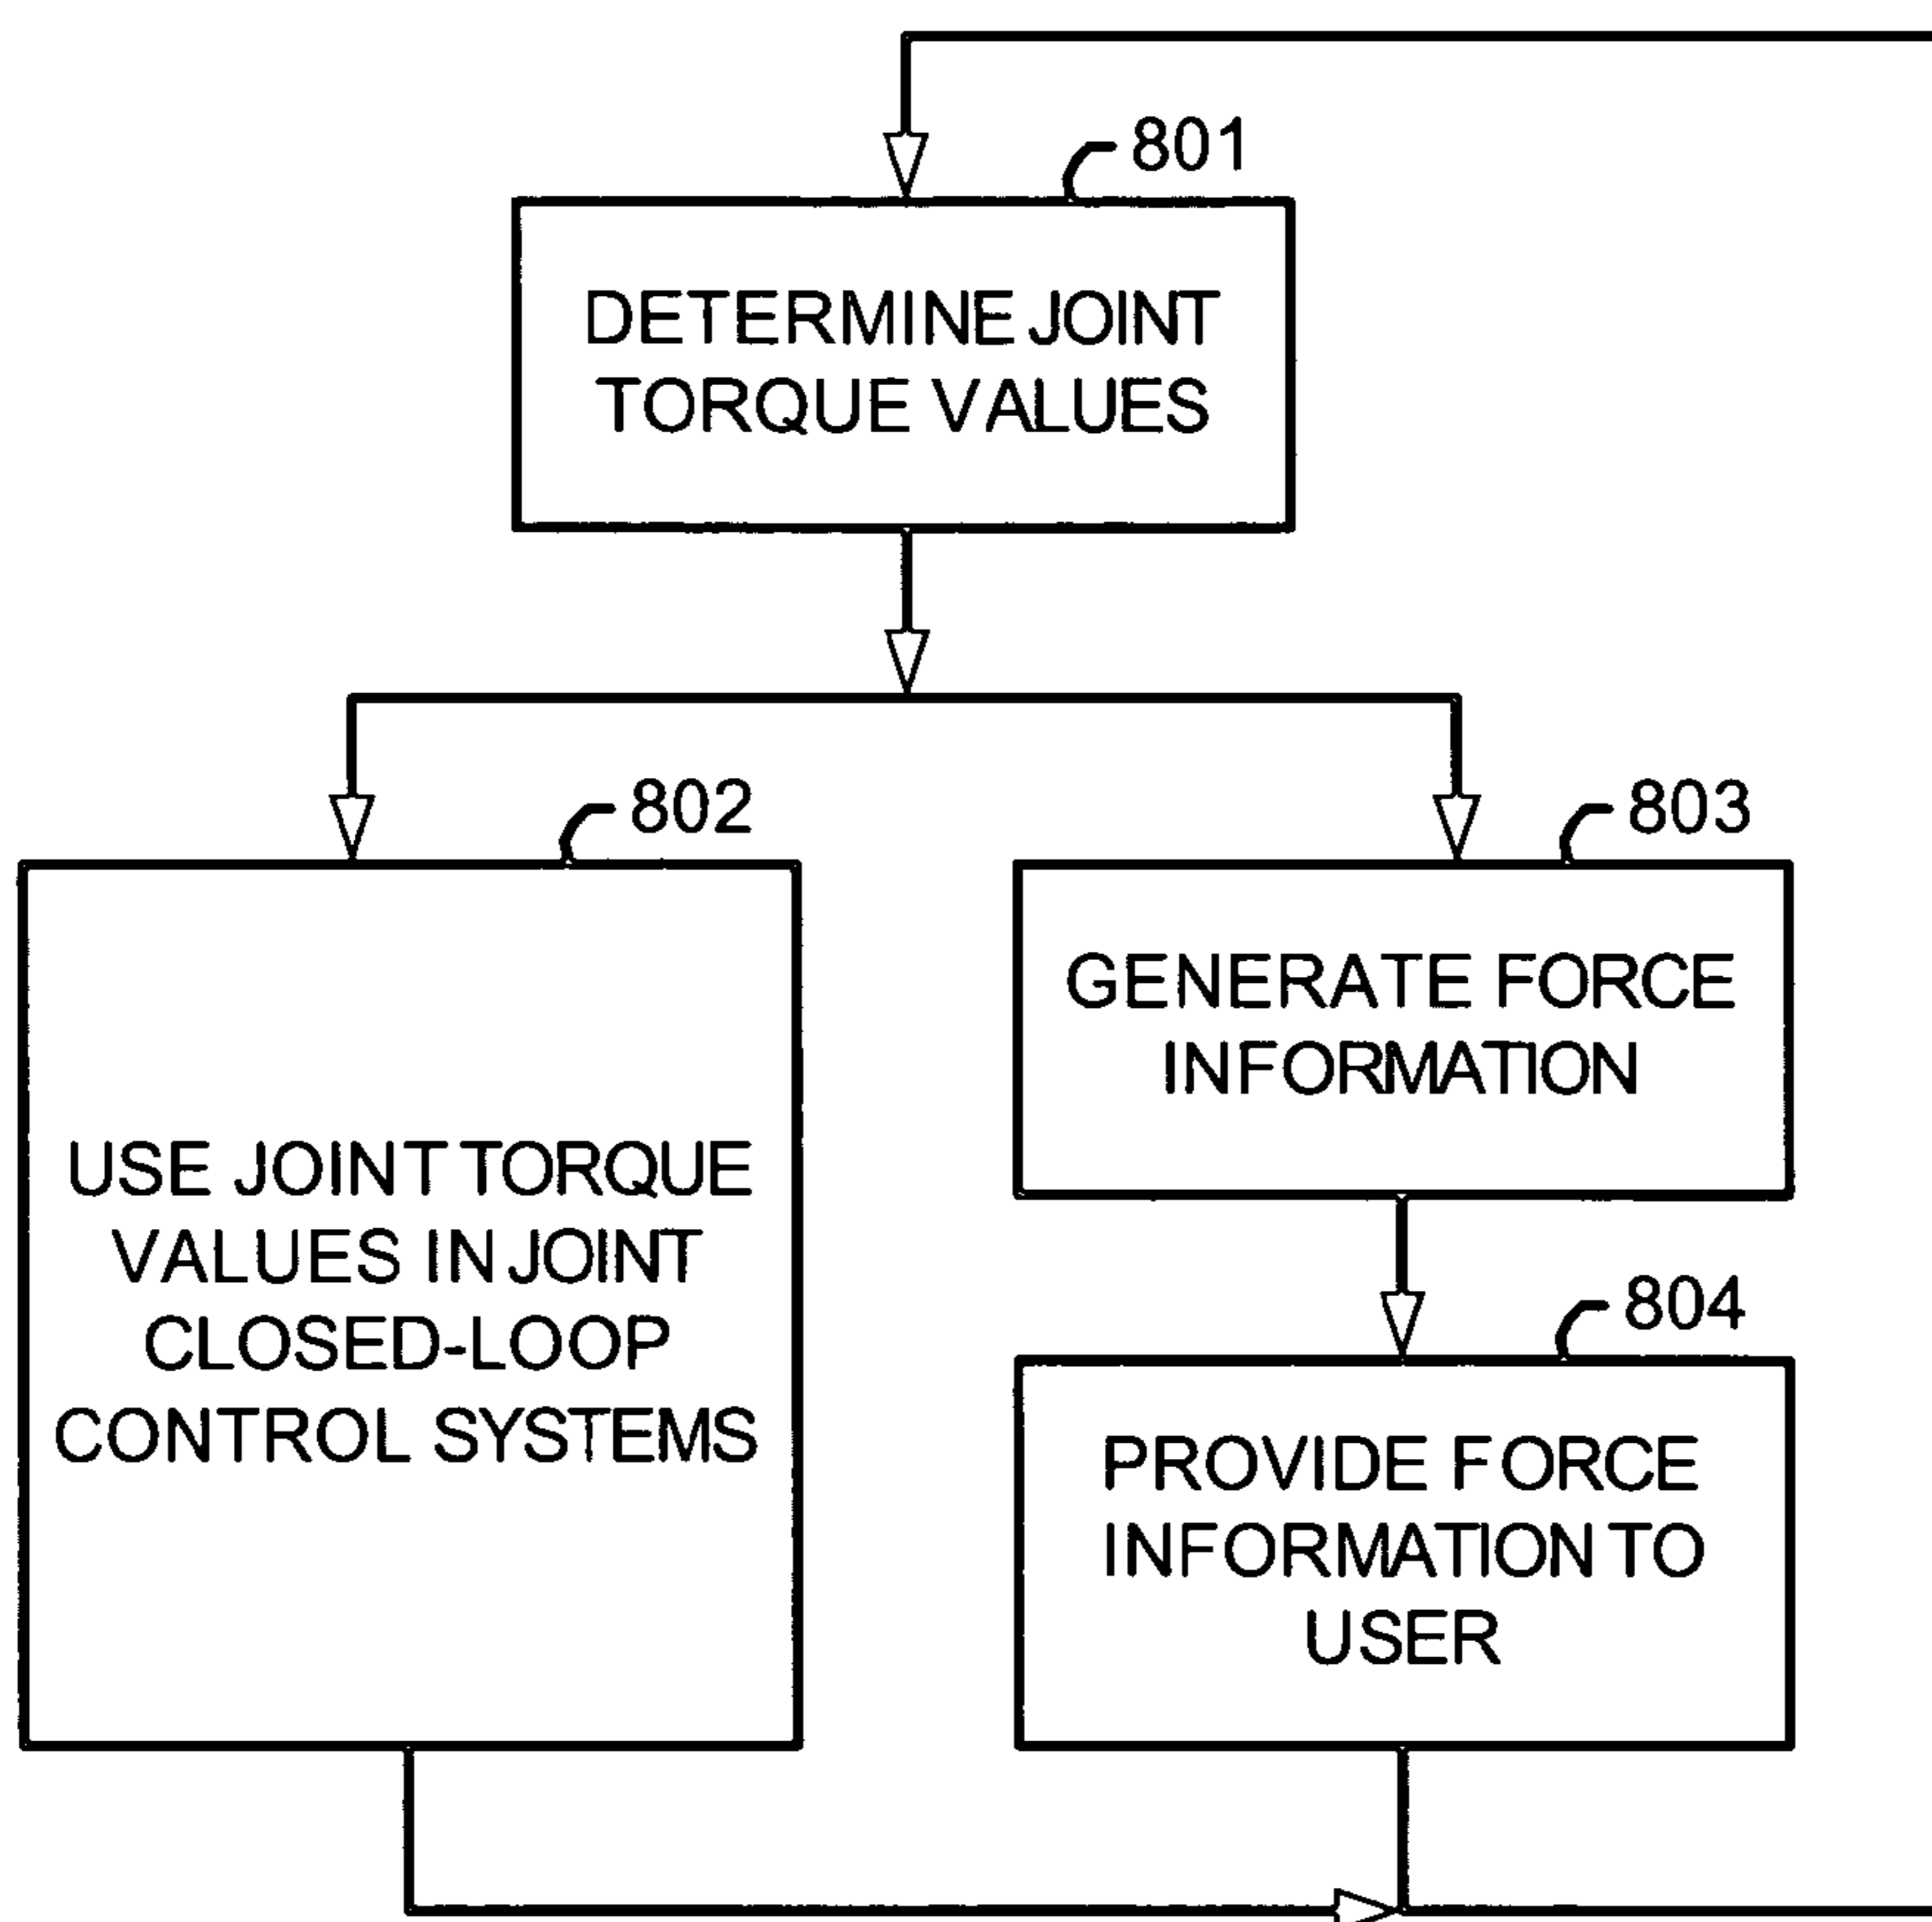 801
DETERMINE JOINT
TORQUE VALUES
802
USE JOINT TORQUE
VALUES IN JOINT
CLOSED-LOOP
CONTROL SYSTEMS
803
GENERATE FORCE
INFORMATION
804
PROVIDE FORCE
INFORMATION TO
USER